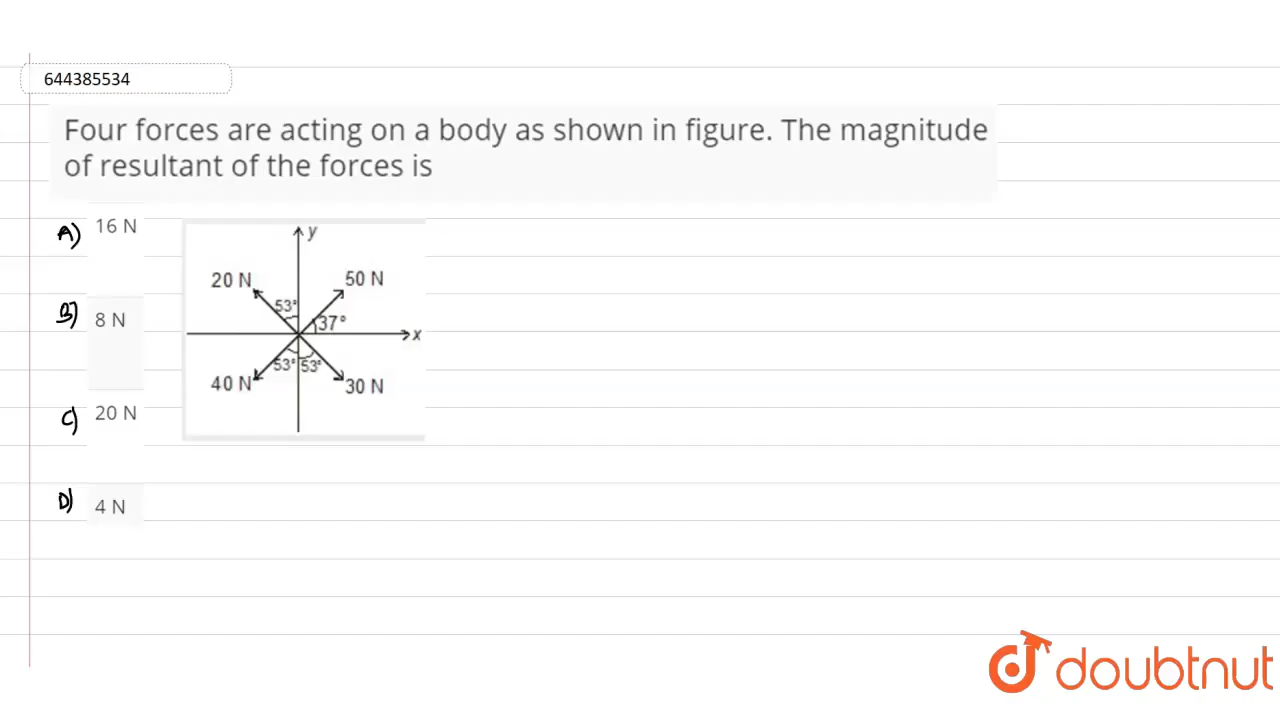 644385534
Four forces are acting on a body as shown in figure. The magnitude
of resultant of the forces is
A) 16 N
B) 8 N
C) 20 N
D) 4 N
y
20 N 50 N
53° 37°
x
53° 53°
40 N 30 N
doubtnut